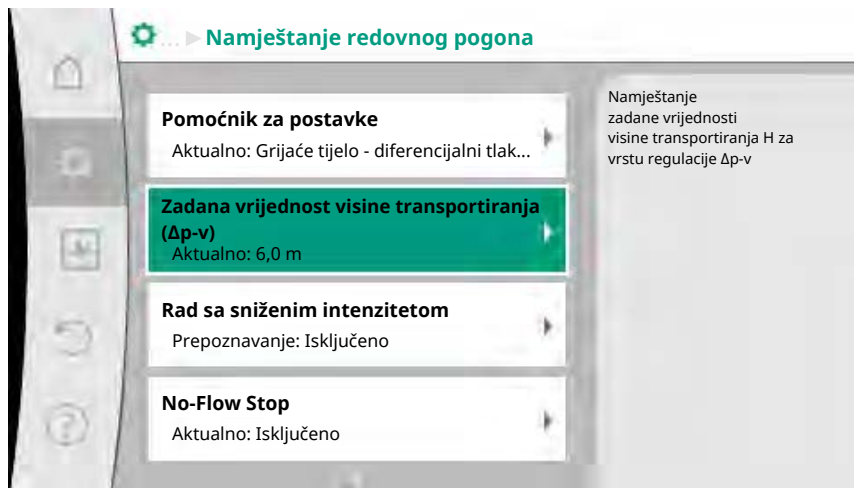 ... ▶ Namještanje redovnog pogona
Pomoćnik za postavke
Aktualno: Grijaće tijelo - diferencijalni tlak...
Zadana vrijednost visine transportiranja
(Δp-v)
Aktualno: 6,0 m
Rad sa sniženim intenzitetom
Prepoznavanje: Isključeno
No-Flow Stop
Aktualno: Isključeno
Namještanje
zadane vrijednosti
visine transportiranja H za
vrstu regulacije Δp-v